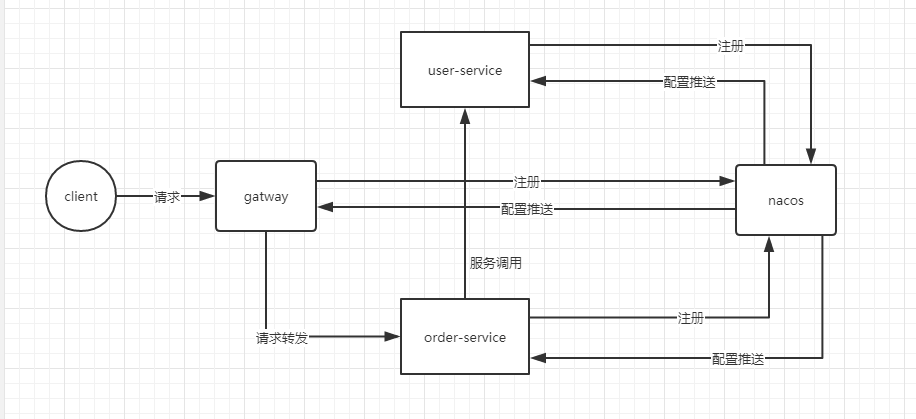 注册
user-service
配置推送
client
请求
gatway
注册
配置推送
nacos
服务调用
请求转发
order-service
注册
配置推送